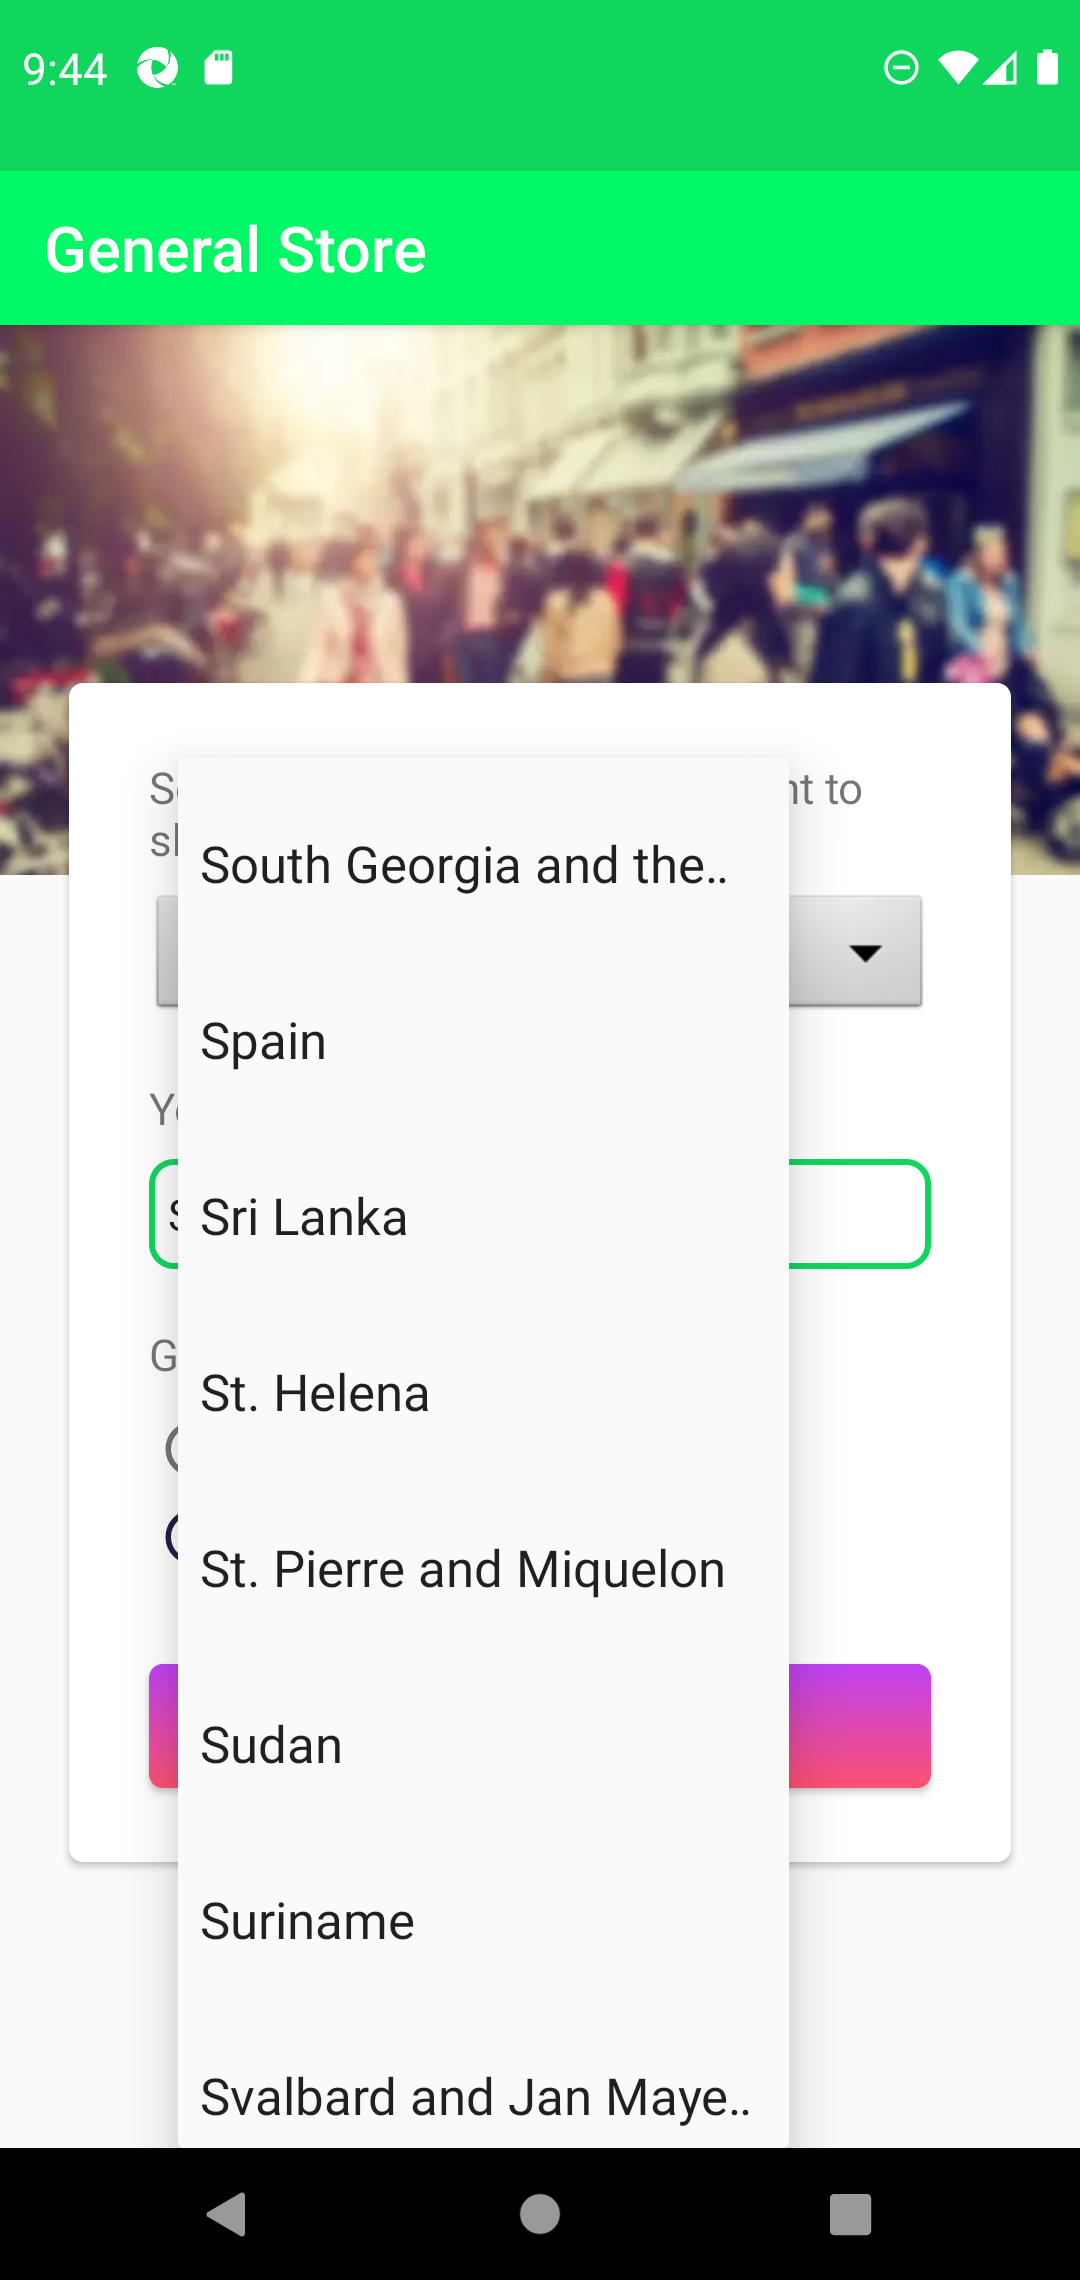 9:44
General Store
nt to
South Georgia and the..
Spain
Sri Lanka
St. Helena
St. Pierre and Miquelon
Sudan
Suriname
Svalbard and Jan Maye..